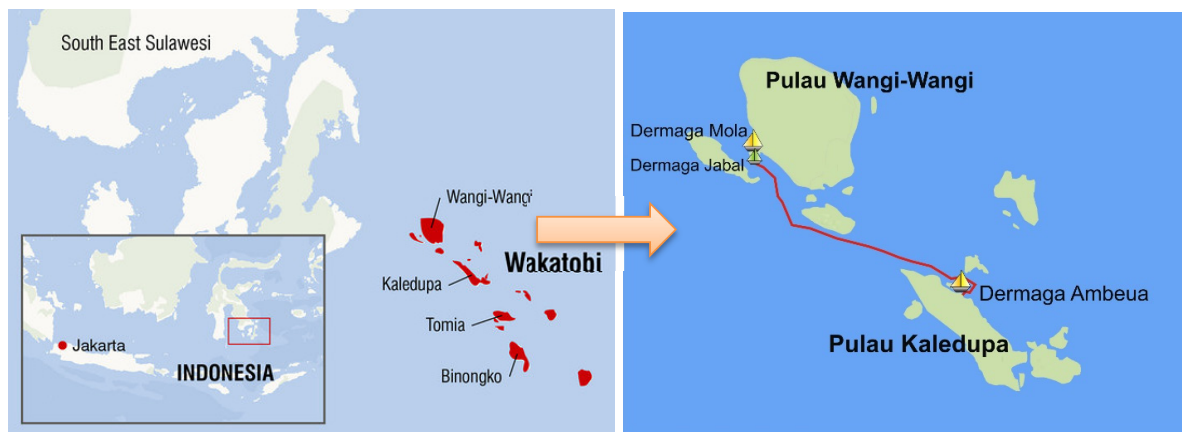 South East Sulawesi
Wangi-Wangi
Wakatobi
Kaledupa
Tomia
Binongko
Jakarta
INDONESIA
Pulau Wangi-Wangi
Dermaga Mola
Dermaga Jabal
Dermaga Ambeua
Pulau Kaledupa